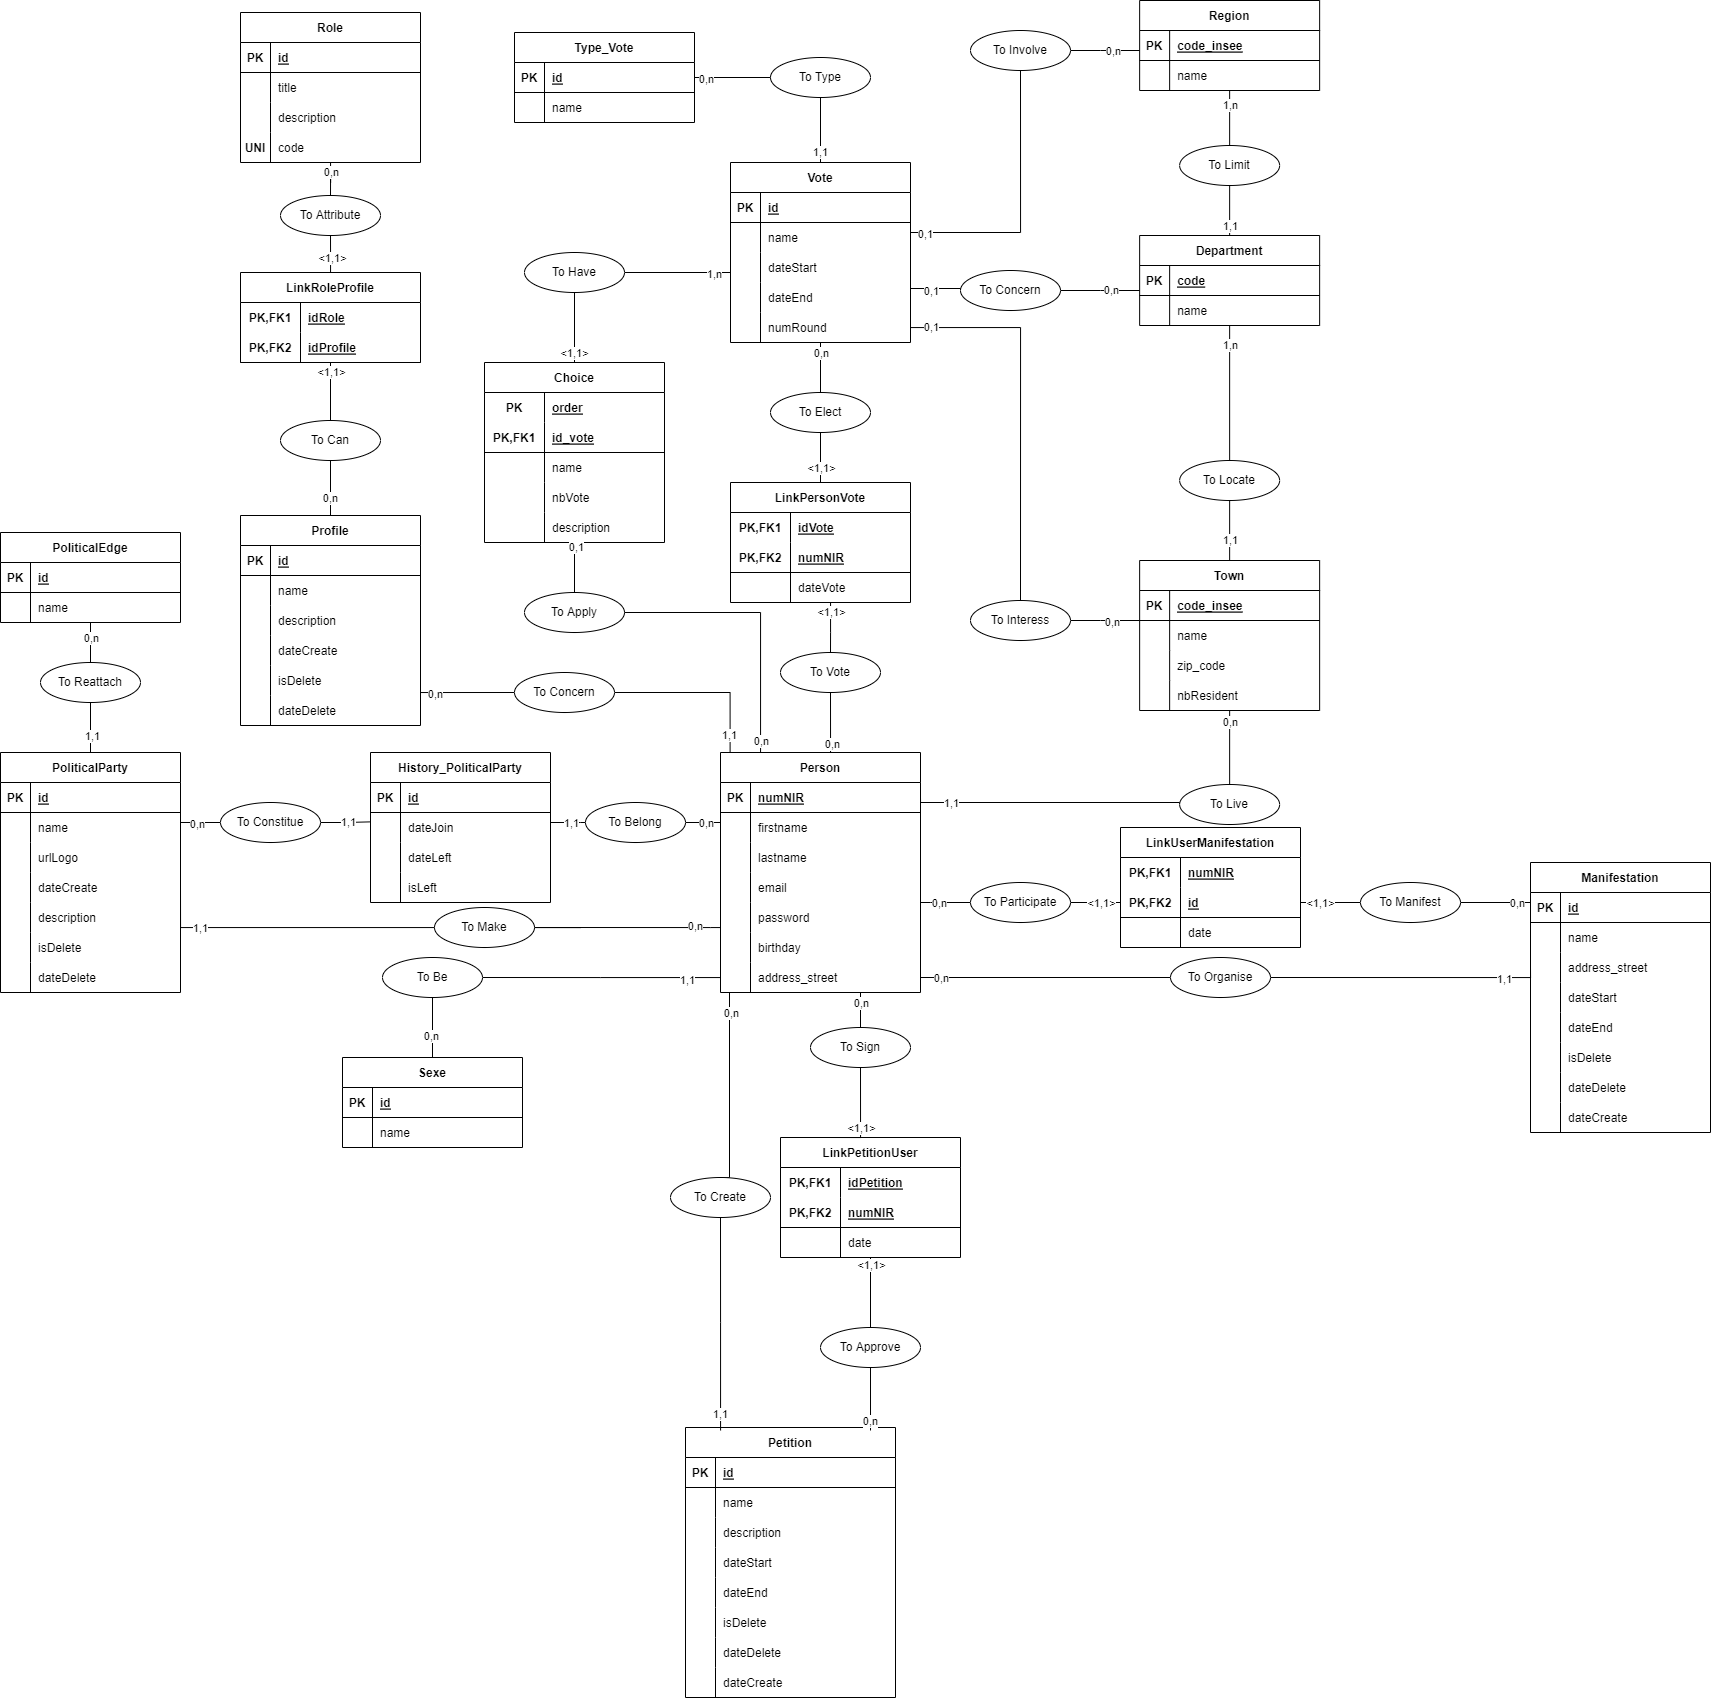 Role
PK id
title
description
UNI code
0,n
To Attribute
<1,1>
LinkRoleProfile
PK,FK1 idRole
PK,FK2 idProfile
<1,1>
To Can
0,n
Profile
PK id
name
description
dateCreate
isDelete
dateDelete
0,n
To Concern
1,1
Type_Vote
PK id
name
0,n
To Type
1,1
Vote
PK id
name
dateStart
dateEnd
numRound
0,1
To Involve
0,n
Region
PK code_insee
name
1,n
To Limit
1,1
0,1
To Concern
0,n
Department
PK code
name
1,n
To Locate
1,1
0,1
To Interess
0,n
Town
PK code_insee
name
zip_code
nbResident
0,n
To Live
1,1
1,n
To Have
<1,1>
Choice
PK order
PK,FK1 id_vote
name
nbVote
description
0,1
To Apply
0,n
0,n
To Elect
<1,1>
LinkPersonVote
PK,FK1 idVote
PK,FK2 numNIR
dateVote
<1,1>
To Vote
0,n
PoliticalEdge
PK id
name
0,n
To Reattach
1,1
PoliticalParty
PK id
name
urlLogo
dateCreate
description
isDelete
dateDelete
0,n
To Constitue
1,1
History_PoliticalParty
PK id
dateJoin
dateLeft
isLeft
1,1
To Belong
0,n
Person
PK numNIR
firstname
lastname
email
password
birthday
address_street
1,1
To Make
0,n
To Be
1,1
0,n
Sexe
PK id
name
0,n
To Participate
<1,1>
LinkUserManifestation
PK,FK1 numNIR
PK,FK2 id
date
<1,1>
To Manifest
0,n
Manifestation
PK id
name
address_street
dateStart
dateEnd
isDelete
dateDelete
dateCreate
0,n
To Organise
1,1
0,n
To Create
1,1
0,n
To Sign
<1,1>
LinkPetitionUser
PK,FK1 idPetition
PK,FK2 numNIR
date
<1,1>
To Approve
0,n
Petition
PK id
name
description
dateStart
dateEnd
isDelete
dateDelete
dateCreate